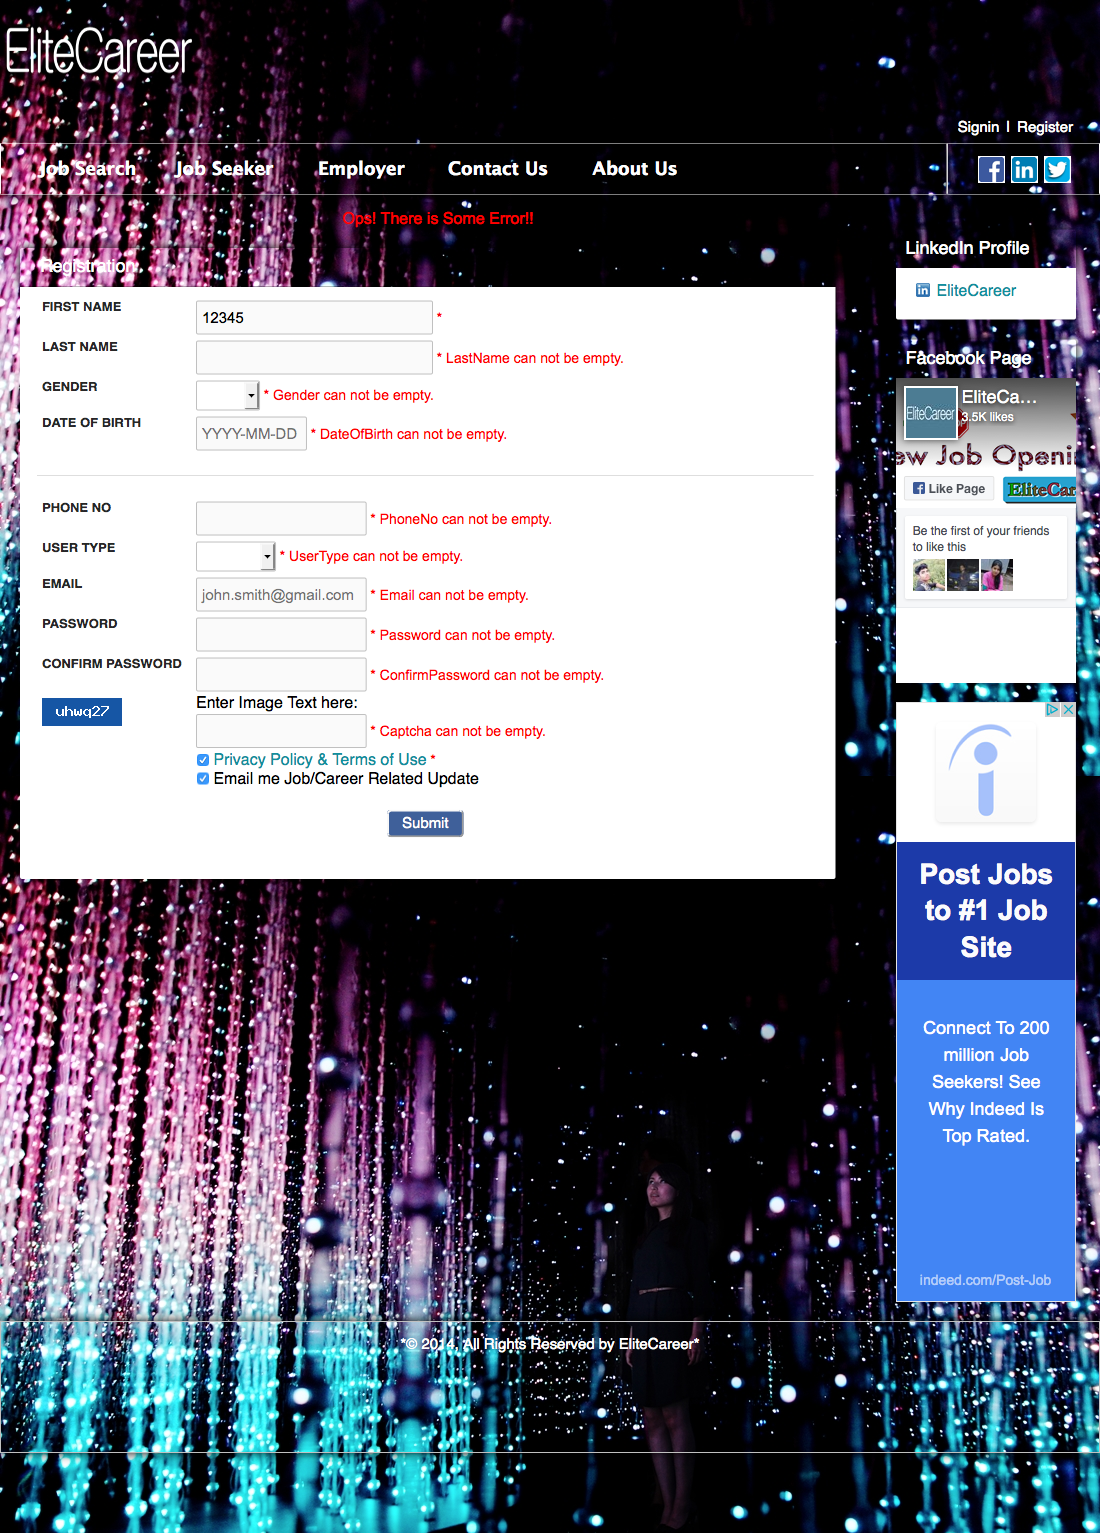 EliteCareer
Signin | Register
Job Search Job Seeker Employer Contact Us About Us
Ops! There is Some Error!!
Registration
FIRST NAME 12345 *
LAST NAME * LastName can not be empty.
GENDER * Gender can not be empty.
DATE OF BIRTH YYYY-MM-DD * DateOfBirth can not be empty.
PHONE NO * PhoneNo can not be empty.
USER TYPE * UserType can not be empty.
EMAIL john.smith@gmail.com * Email can not be empty.
PASSWORD * Password can not be empty.
CONFIRM PASSWORD * ConfirmPassword can not be empty.
uhwq27 Enter Image Text here:
* Captcha can not be empty.
Privacy Policy & Terms of Use *
Email me Job/Career Related Update
Submit
LinkedIn Profile
in EliteCareer
Facebook Page
EliteCareer
EliteCa...
3.5K likes
ew Job Openi
Like Page EliteCar
Be the first of your friends
to like this
Post Jobs
to #1 Job
Site
Connect To 200
million Job
Seekers! See
Why Indeed Is
Top Rated.
indeed.com/Post-Job
*© 2014, All Rights Reserved by EliteCareer*